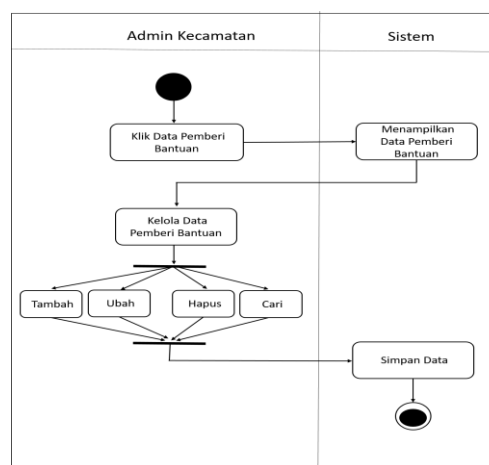 Admin Kecamatan
Sistem
Klik Data Pemberi
Bantuan
Menampilkan
Data Pemberi
Bantuan
Kelola Data
Pemberi Bantuan
Tambah
Ubah
Hapus
Cari
Simpan Data